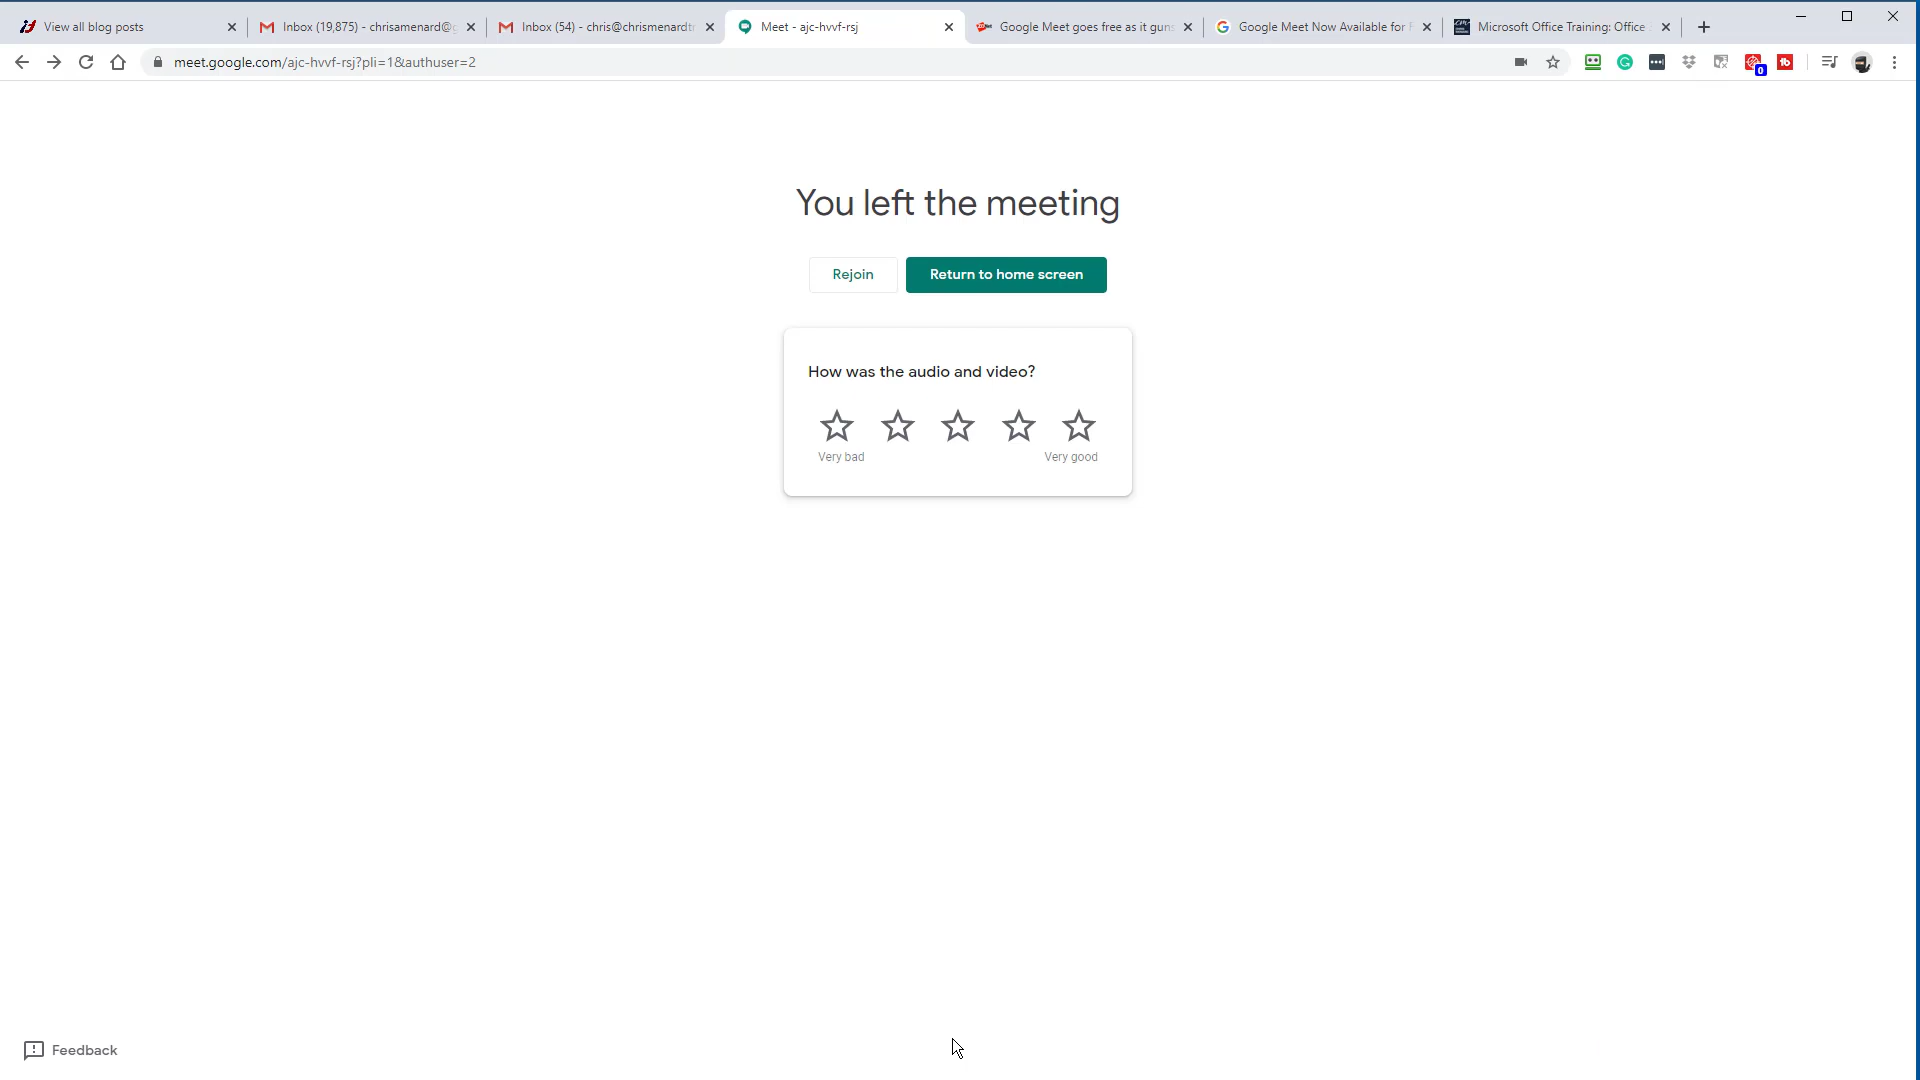 View all blog posts
Inbox (19,875) - chrisamenard@g
Inbox (54) - chris@chrismenardtr
Meet - ajc-hvvf-rsj
Google Meet goes free as it guns
Google Meet Now Available for F
Microsoft Office Training: Office
meet.google.com/ajc-hvvf-rsj?pli=1&authuser=2
0
You left the meeting
Rejoin
Return to home screen
How was the audio and video?
Very bad
Very good
Feedback